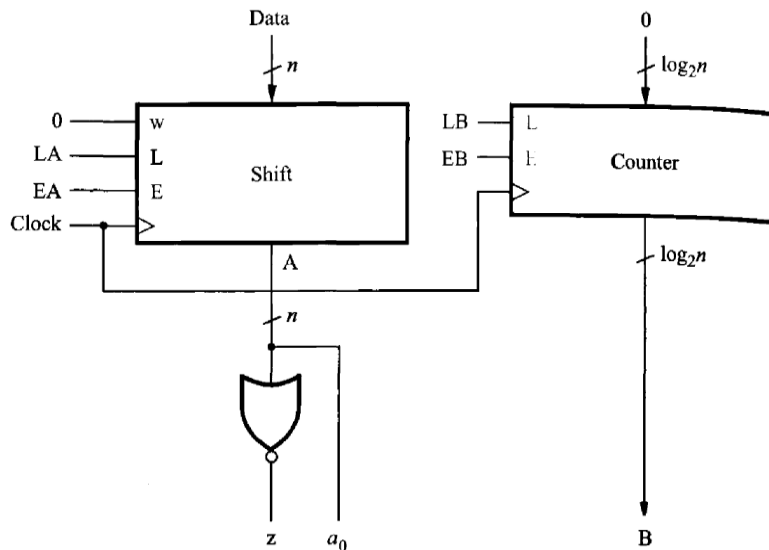 Data
n
0
w
LA
L
EA
E
Clock
Shift
A
n
z
a₀
0
log₂n
LB
L
EB
E
Counter
log₂n
B